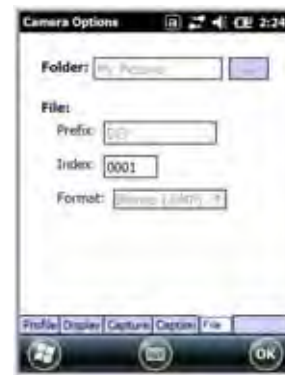 Camera Options 2:24
Folder: My Pictures ...
File:
Prefix:
Index: 0001
Format:
Profile Display Capture Caption File
OK